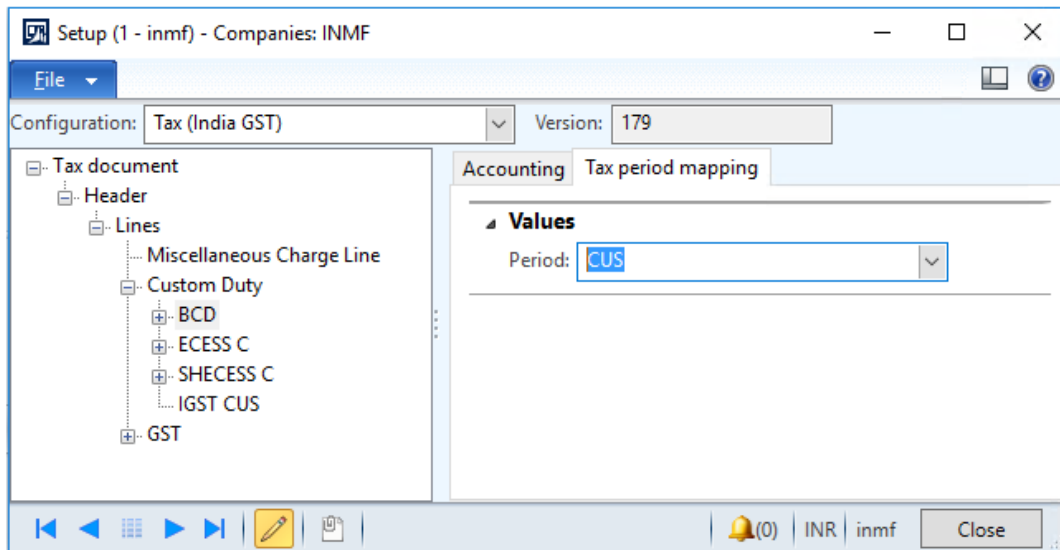 Setup (1 - inmf) - Companies: INMF
File
Configuration: Tax (India GST) Version: 179
Tax document
Header
Lines
Miscellaneous Charge Line
Custom Duty
BCD
ECESS C
SHECESS C
IGST CUS
GST
Accounting Tax period mapping
Values
Period: CUS
(0) INR inmf Close